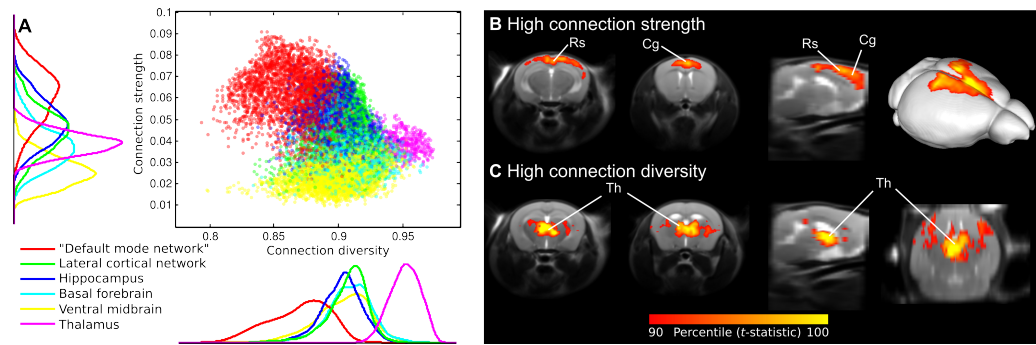 A
0.1
0.09
0.08
0.07
0.06
0.05
0.04
0.03
0.02
0.01
Connection strength
0.8 0.85 0.9 0.95
Connection diversity
"Default mode network"
Lateral cortical network
Hippocampus
Basal forebrain
Ventral midbrain
Thalamus
B High connection strength
Rs Cg Rs Cg
C High connection diversity
Th Th
90 Percentile (t-statistic) 100